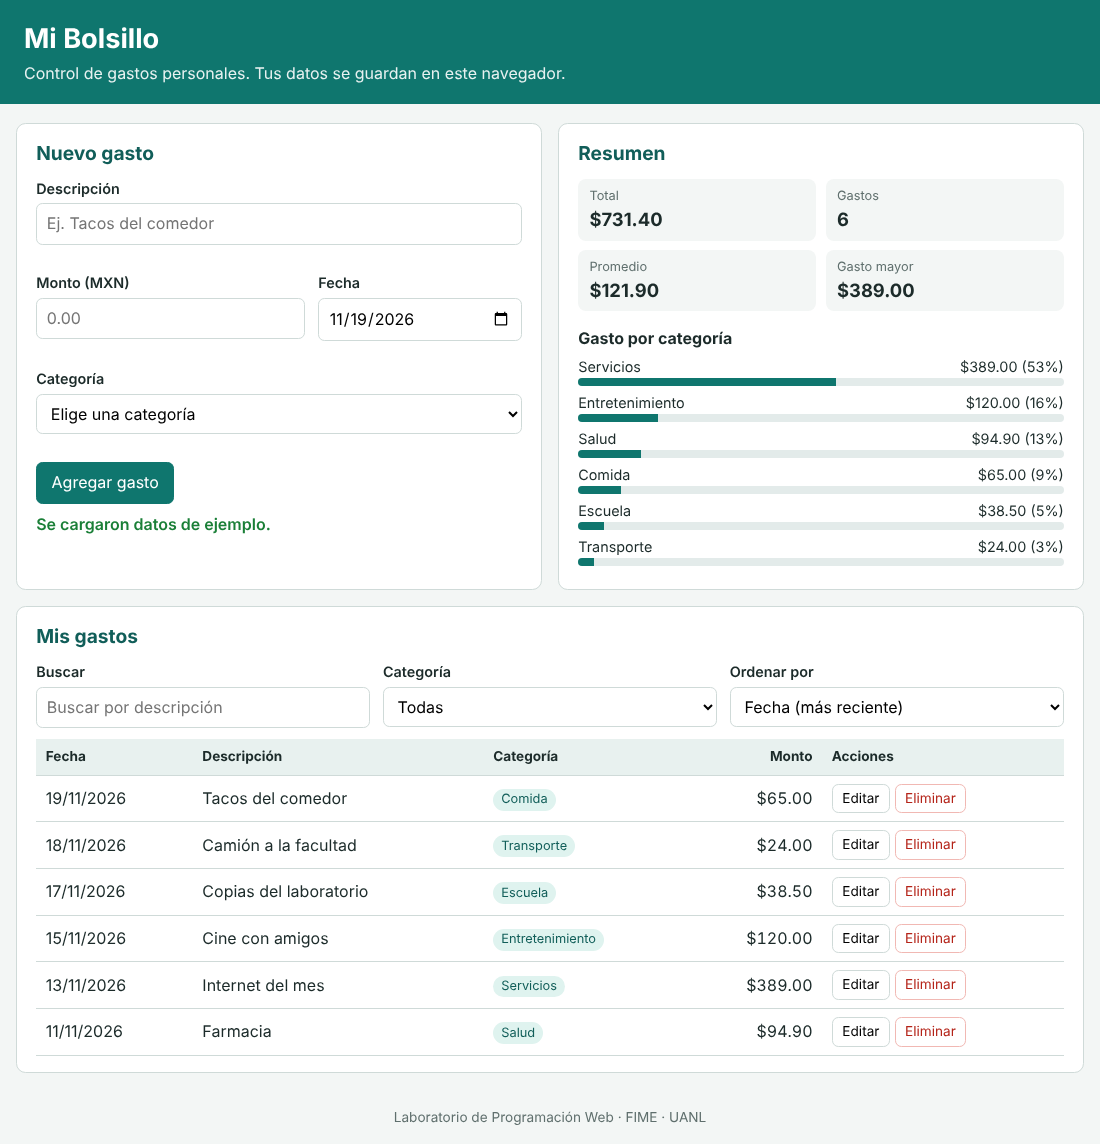 Mi Bolsillo
Control de gastos personales. Tus datos se guardan en este navegador.
Nuevo gasto
Descripción
Ej. Tacos del comedor
Monto (MXN) Fecha
0.00 11/19/2026
Categoría
Elige una categoría
Agregar gasto
Se cargaron datos de ejemplo.
Resumen
Total Gastos
$731.40 6
Promedio Gasto mayor
$121.90 $389.00
Gasto por categoría
Servicios $389.00 (53%)
Entretenimiento $120.00 (16%)
Salud $94.90 (13%)
Comida $65.00 (9%)
Escuela $38.50 (5%)
Transporte $24.00 (3%)
Mis gastos
Buscar Categoría Ordenar por
Buscar por descripción Todas Fecha (más reciente)
Fecha Descripción Categoría Monto Acciones
19/11/2026 Tacos del comedor Comida $65.00 Editar Eliminar
18/11/2026 Camión a la facultad Transporte $24.00 Editar Eliminar
17/11/2026 Copias del laboratorio Escuela $38.50 Editar Eliminar
15/11/2026 Cine con amigos Entretenimiento $120.00 Editar Eliminar
13/11/2026 Internet del mes Servicios $389.00 Editar Eliminar
11/11/2026 Farmacia Salud $94.90 Editar Eliminar
Laboratorio de Programación Web · FIME · UANL